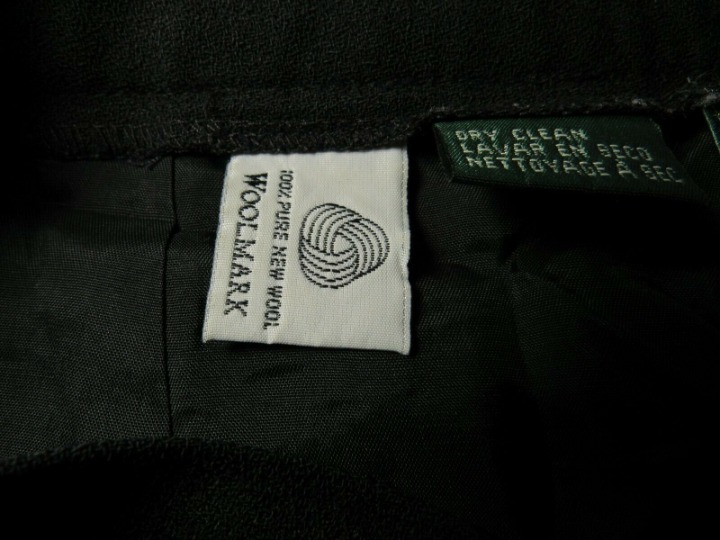 100% PURE NEW WOOL
WOOLMARK
DRY CLEAN
LAVAR EN SECO
NETTOYAGE A SEC